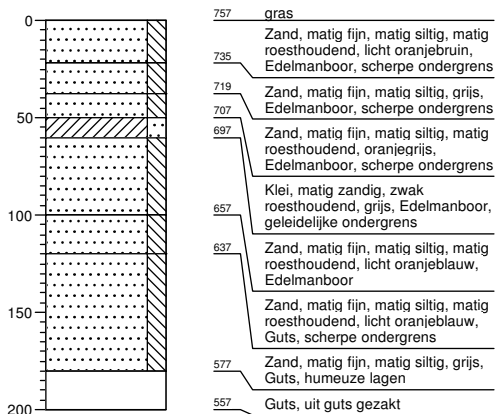 0
50
100
150
200
757 gras
Zand, matig fijn, matig siltig, matig
roesthoudend, licht oranjebruin,
735 Edelmanboor, scherpe ondergrens
719 Zand, matig fijn, matig siltig, grijs,
Edelmanboor, scherpe ondergrens
707
697 Zand, matig fijn, matig siltig, matig
roesthoudend, oranjegrijs,
Edelmanboor, scherpe ondergrens
Klei, matig zandig, zwak
roesthoudend, grijs, Edelmanboor,
geleidelijke ondergrens
657
637 Zand, matig fijn, matig siltig, matig
roesthoudend, licht oranjeblauw,
Edelmanboor
Zand, matig fijn, matig siltig, matig
roesthoudend, licht oranjeblauw,
Guts, scherpe ondergrens
577 Zand, matig fijn, matig siltig, grijs,
Guts, humeuze lagen
557 Guts, uit guts gezakt